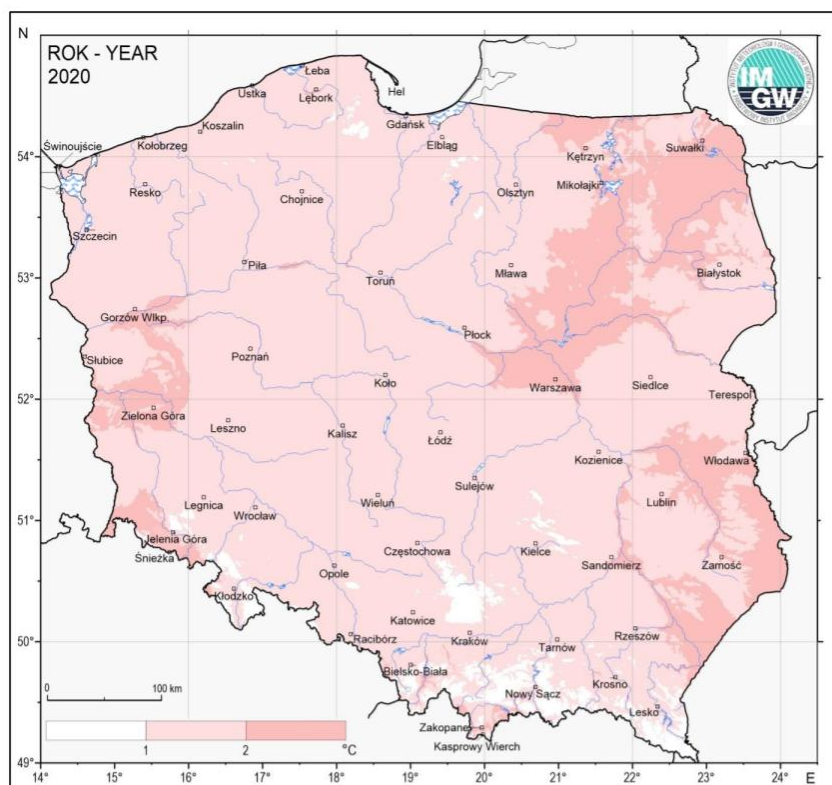 N
ROK - YEAR
2020
IMGW
Łeba
Hel
Ustka
Lębork
Gdańsk
Koszalin
Kołobrzeg
Elbląg
Świnoujście
54°
Kętrzyn
Suwałki
Resko
Chojnice
Olsztyn
Mikołajki
Szczecin
53°
Piła
Toruń
Mława
Białystok
Gorzów Wlkp.
Płock
Słubice
Poznań
Koło
Warszawa
Siedlce
Terespol
52°
Zielona Góra
Leszno
Kalisz
Łódź
Kozienice
Włodawa
Sulejów
Legnica
Wrocław
Wieluń
Lublin
51°
Jelenia Góra
Śnieżka
Częstochowa
Kielce
Sandomierz
Zamość
Opole
Kłodzko
Katowice
50°
Racibórz
Kraków
Tarnów
Rzeszów
Bielsko-Biała
Nowy Sącz
Krosno
Lesko
0 100 km
Zakopane
Kasprowy Wierch
1 2 °C
49°
14° 15° 16° 17° 18° 19° 20° 21° 22° 23° 24° E